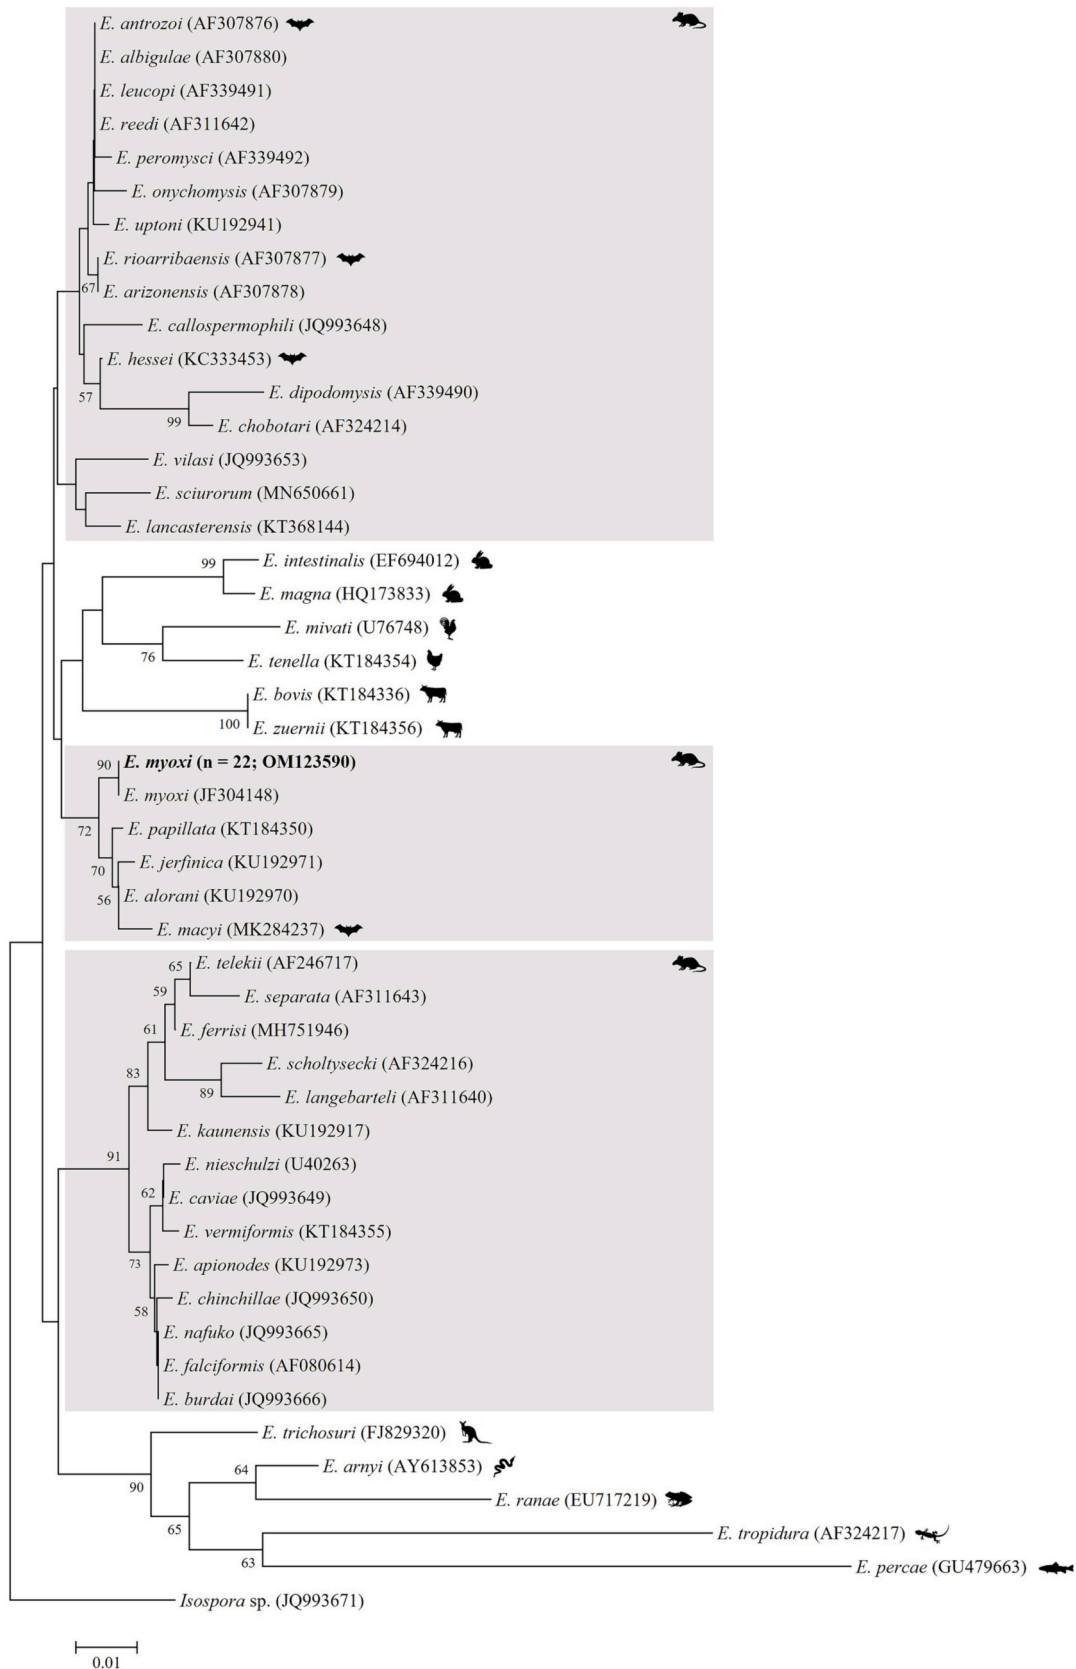 E. antrozoi (AF307876)
E. albigulae (AF307880)
E. leucopi (AF339491)
E. reedi (AF311642)
E. peromysci (AF339492)
E. onychomysis (AF307879)
E. uptoni (KU192941)
E. rioarribaensis (AF307877)
67
E. arizonensis (AF307878)
E. callospermophili (JQ993648)
E. hessei (KC333453)
57
E. dipodomysis (AF339490)
99
E. chobotari (AF324214)
E. vilasi (JQ993653)
E. sciurorum (MN650661)
E. lancasterensis (KT368144)
99
E. intestinalis (EF694012)
E. magna (HQ173833)
E. mivati (U76748)
76
E. tenella (KT184354)
E. bovis (KT184336)
100
E. zuernii (KT184356)
90
E. myoxi (n = 22; OM123590)
E. myoxi (JF304148)
72
E. papillata (KT184350)
70
E. jerfinica (KU192971)
56
E. alorani (KU192970)
E. macyi (MK284237)
65
E. telekii (AF246717)
59
E. separata (AF311643)
61
E. ferrisi (MH751946)
83
E. scholtysecki (AF324216)
89
E. langebarteli (AF311640)
E. kaunensis (KU192917)
91
E. nieschulzi (U40263)
62
E. caviae (JQ993649)
E. vermiformis (KT184355)
73
E. apionodes (KU192973)
58
E. chinchillae (JQ993650)
E. nafuko (JQ993665)
E. falciformis (AF080614)
E. burdai (JQ993666)
E. trichosuri (FJ829320)
90
64
E. arnyi (AY613853)
E. ranae (EU717219)
65
E. tropidura (AF324217)
63
E. percae (GU479663)
Isospora sp. (JQ993671)
0.01